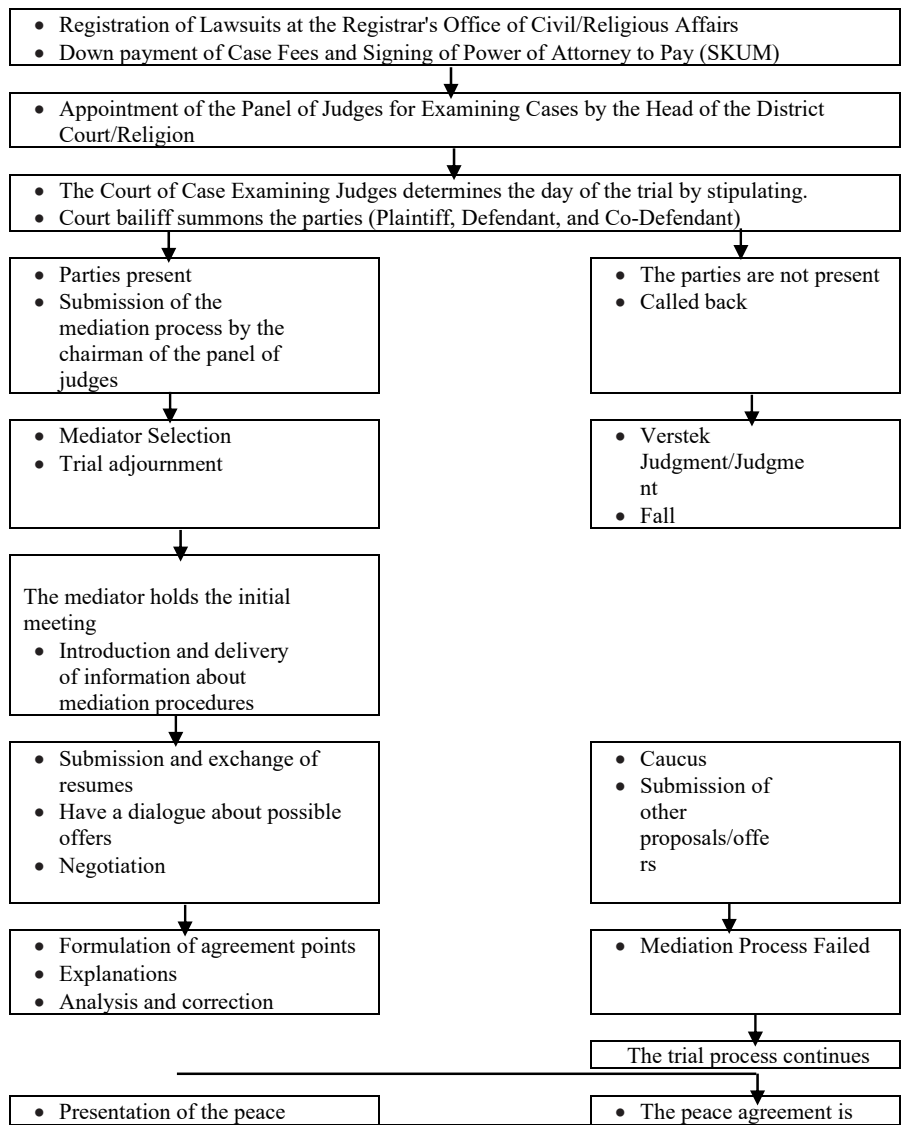 • Registration of Lawsuits at the Registrar's Office of Civil/Religious Affairs
• Down payment of Case Fees and Signing of Power of Attorney to Pay (SKUM)
• Appointment of the Panel of Judges for Examining Cases by the Head of the District
Court/Religion
• The Court of Case Examining Judges determines the day of the trial by stipulating.
• Court bailiff summons the parties (Plaintiff, Defendant, and Co-Defendant)
• Parties present
• Submission of the
mediation process by the
chairman of the panel of
judges
• The parties are not present
• Called back
• Mediator Selection
• Trial adjournment
• Verstek
Judgment/Judgme
nt
• Fall
The mediator holds the initial
meeting
• Introduction and delivery
of information about
mediation procedures
• Submission and exchange of
resumes
• Have a dialogue about possible
offers
• Negotiation
• Caucus
• Submission of
other
proposals/offe
rs
• Formulation of agreement points
• Explanations
• Analysis and correction
• Mediation Process Failed
The trial process continues
• Presentation of the peace
• The peace agreement is